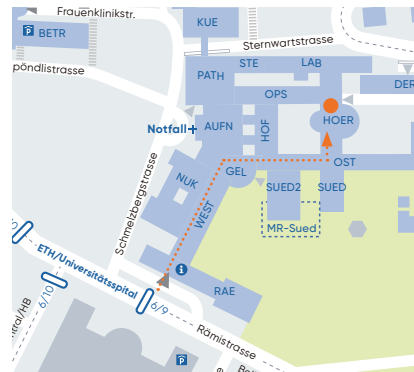 Frauenklinikstr.
KUE
P
BETR
Sternwartstrasse
STE
LAB
PATH
OPS
DER
HOER
Notfall
AUFN
HOF
OST
GEL
NUK
SUED2
SUED
WEST
MR-Sued
Schmelzbergstrasse
ETH/Universitätsspital
i
RAE
6/9
6/10
Rämistrasse
P